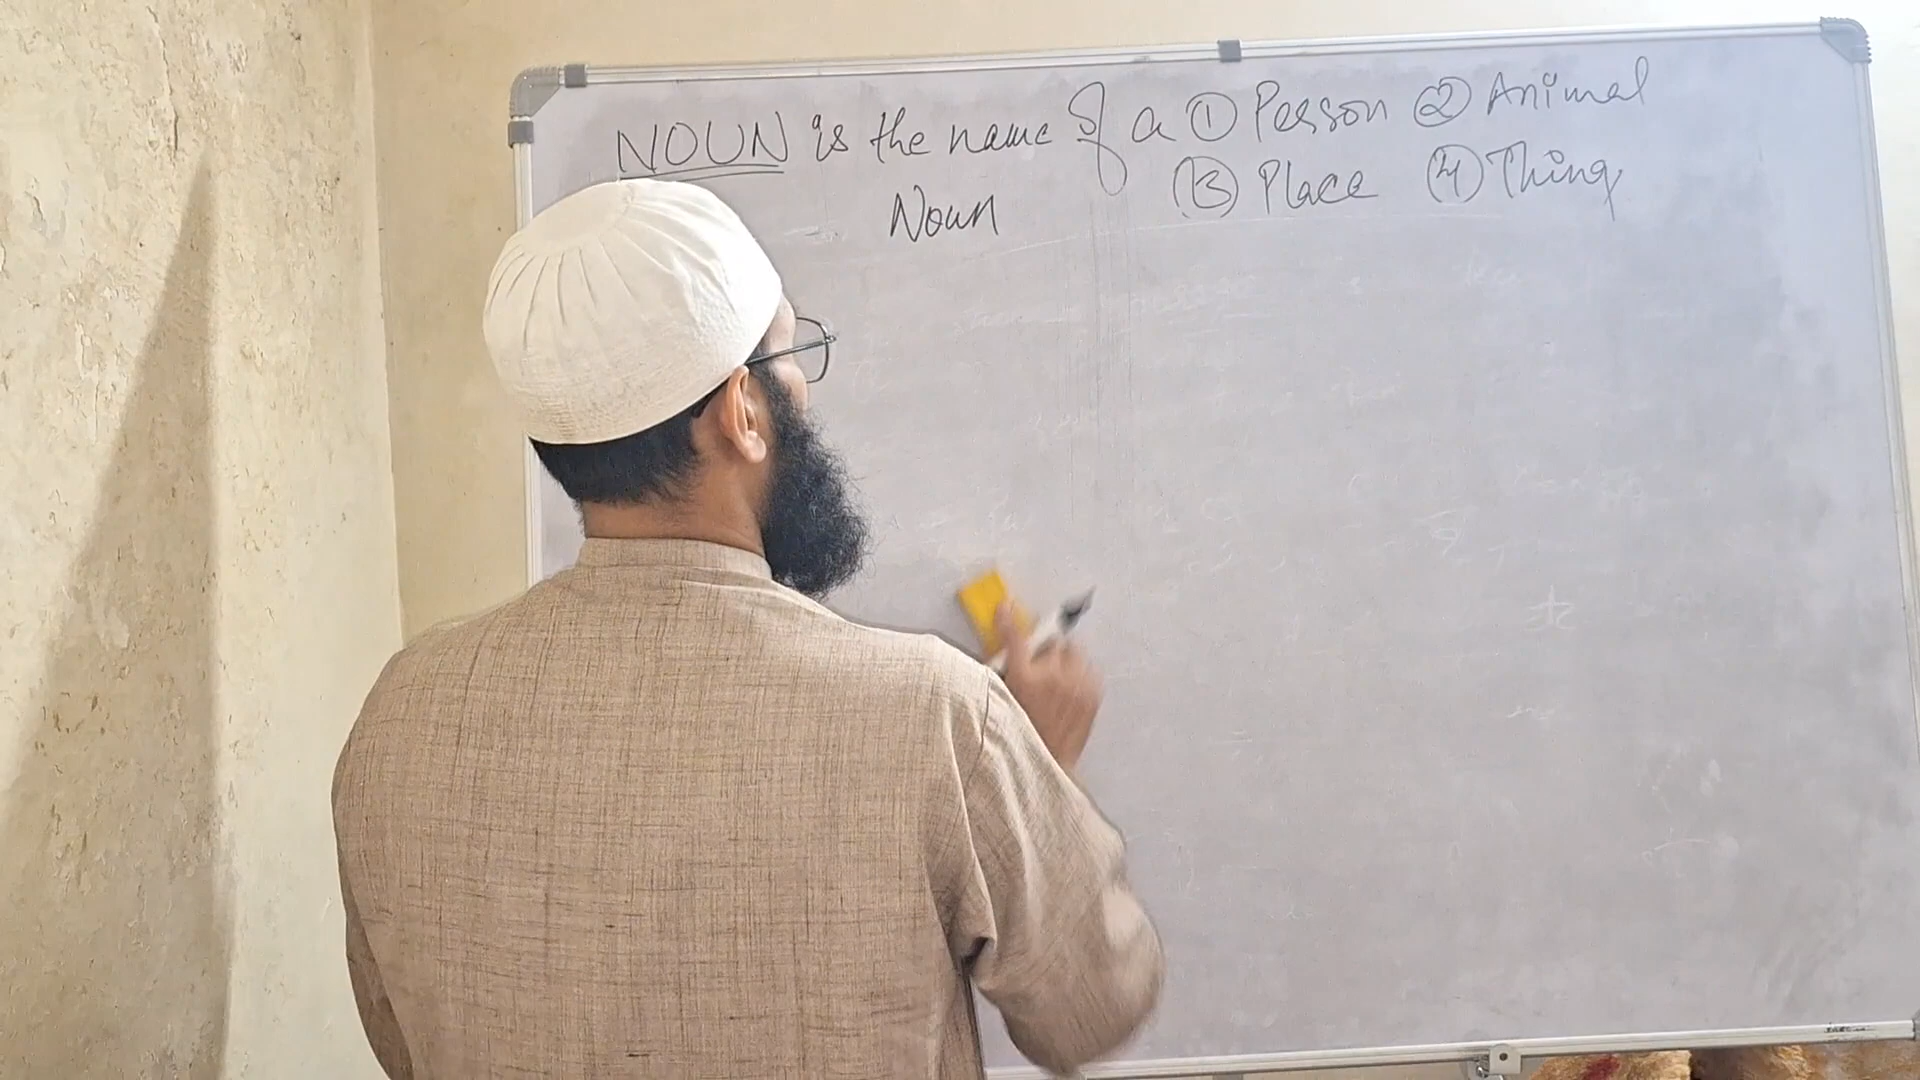 NOUN is the name of a ① Person ② Animal
③ Place ④ Thing
Noun